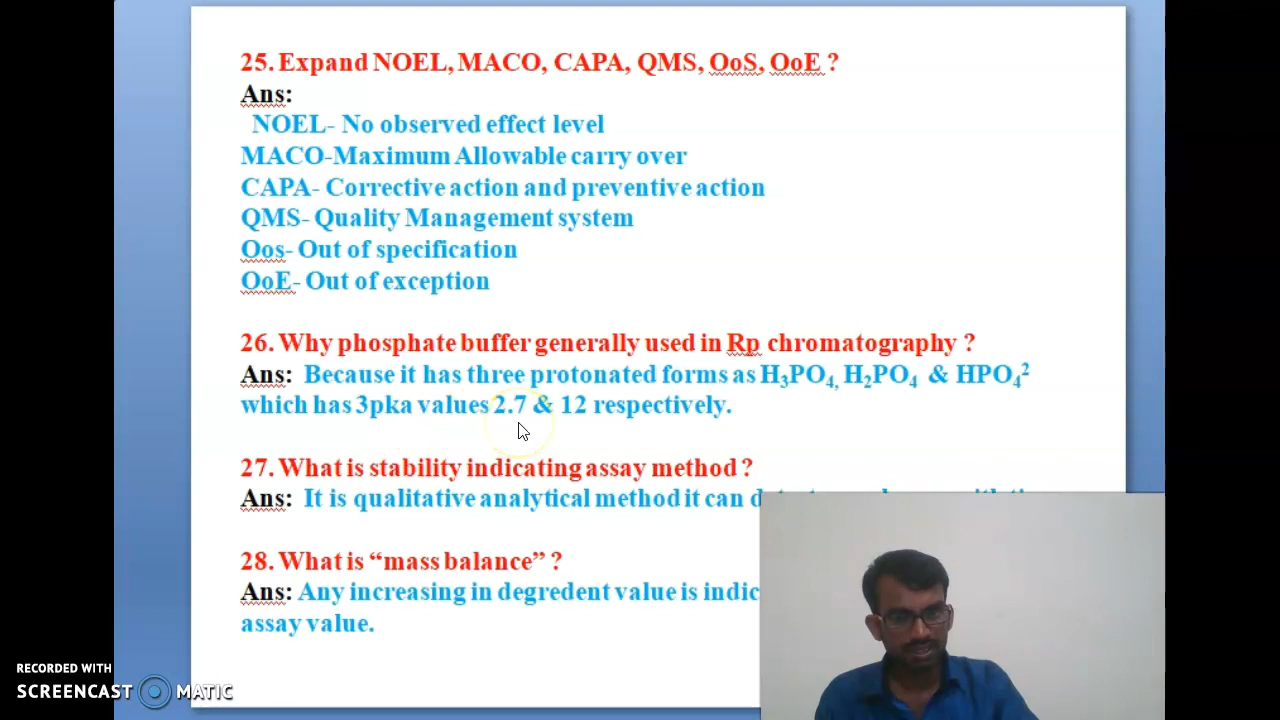 25. Expand NOEL, MACO, CAPA, QMS, OoS, OoE ?
Ans:
NOEL- No observed effect level
MACO-Maximum Allowable carry over
CAPA- Corrective action and preventive action
QMS- Quality Management system
Oos- Out of specification
OoE- Out of exception
26. Why phosphate buffer generally used in Rp chromatography ?
Ans: Because it has three protonated forms as H₃PO₄, H₂PO₄ & HPO₄²
which has 3pka values 2.7 & 12 respectively.
27. What is stability indicating assay method ?
Ans: It is qualitative analytical method it can
28. What is “mass balance” ?
Ans: Any increasing in degredent value is
assay value.
RECORDED WITH
SCREENCAST MATIC